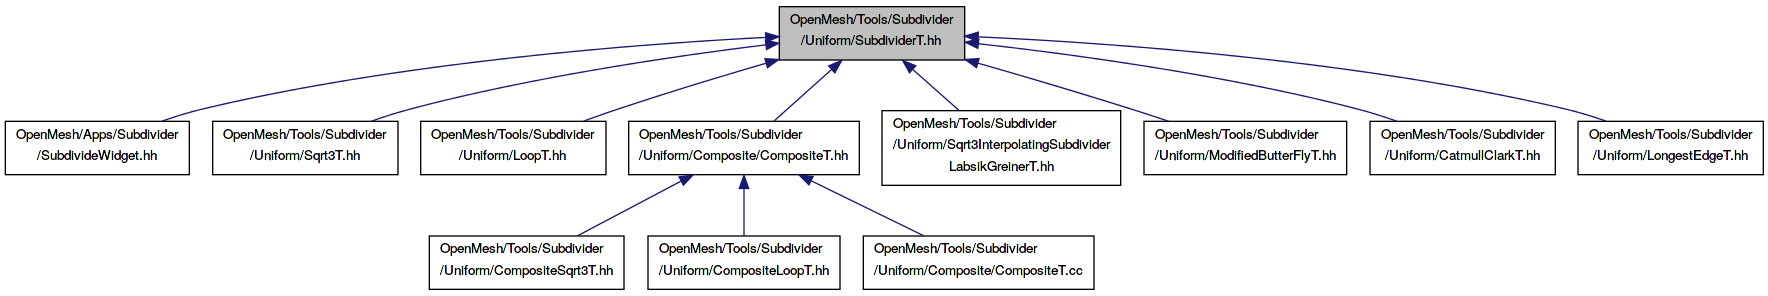 OpenMesh/Tools/Subdivider
/Uniform/SubdividerT.hh
OpenMesh/Apps/Subdivider
/SubdivideWidget.hh
OpenMesh/Tools/Subdivider
/Uniform/Sqrt3T.hh
OpenMesh/Tools/Subdivider
/Uniform/LoopT.hh
OpenMesh/Tools/Subdivider
/Uniform/Composite/CompositeT.hh
OpenMesh/Tools/Subdivider
/Uniform/Sqrt3InterpolatingSubdivider
LabsikGreinerT.hh
OpenMesh/Tools/Subdivider
/Uniform/ModifiedButterFlyT.hh
OpenMesh/Tools/Subdivider
/Uniform/CatmullClarkT.hh
OpenMesh/Tools/Subdivider
/Uniform/LongestEdgeT.hh
OpenMesh/Tools/Subdivider
/Uniform/CompositeSqrt3T.hh
OpenMesh/Tools/Subdivider
/Uniform/CompositeLoopT.hh
OpenMesh/Tools/Subdivider
/Uniform/Composite/CompositeT.cc